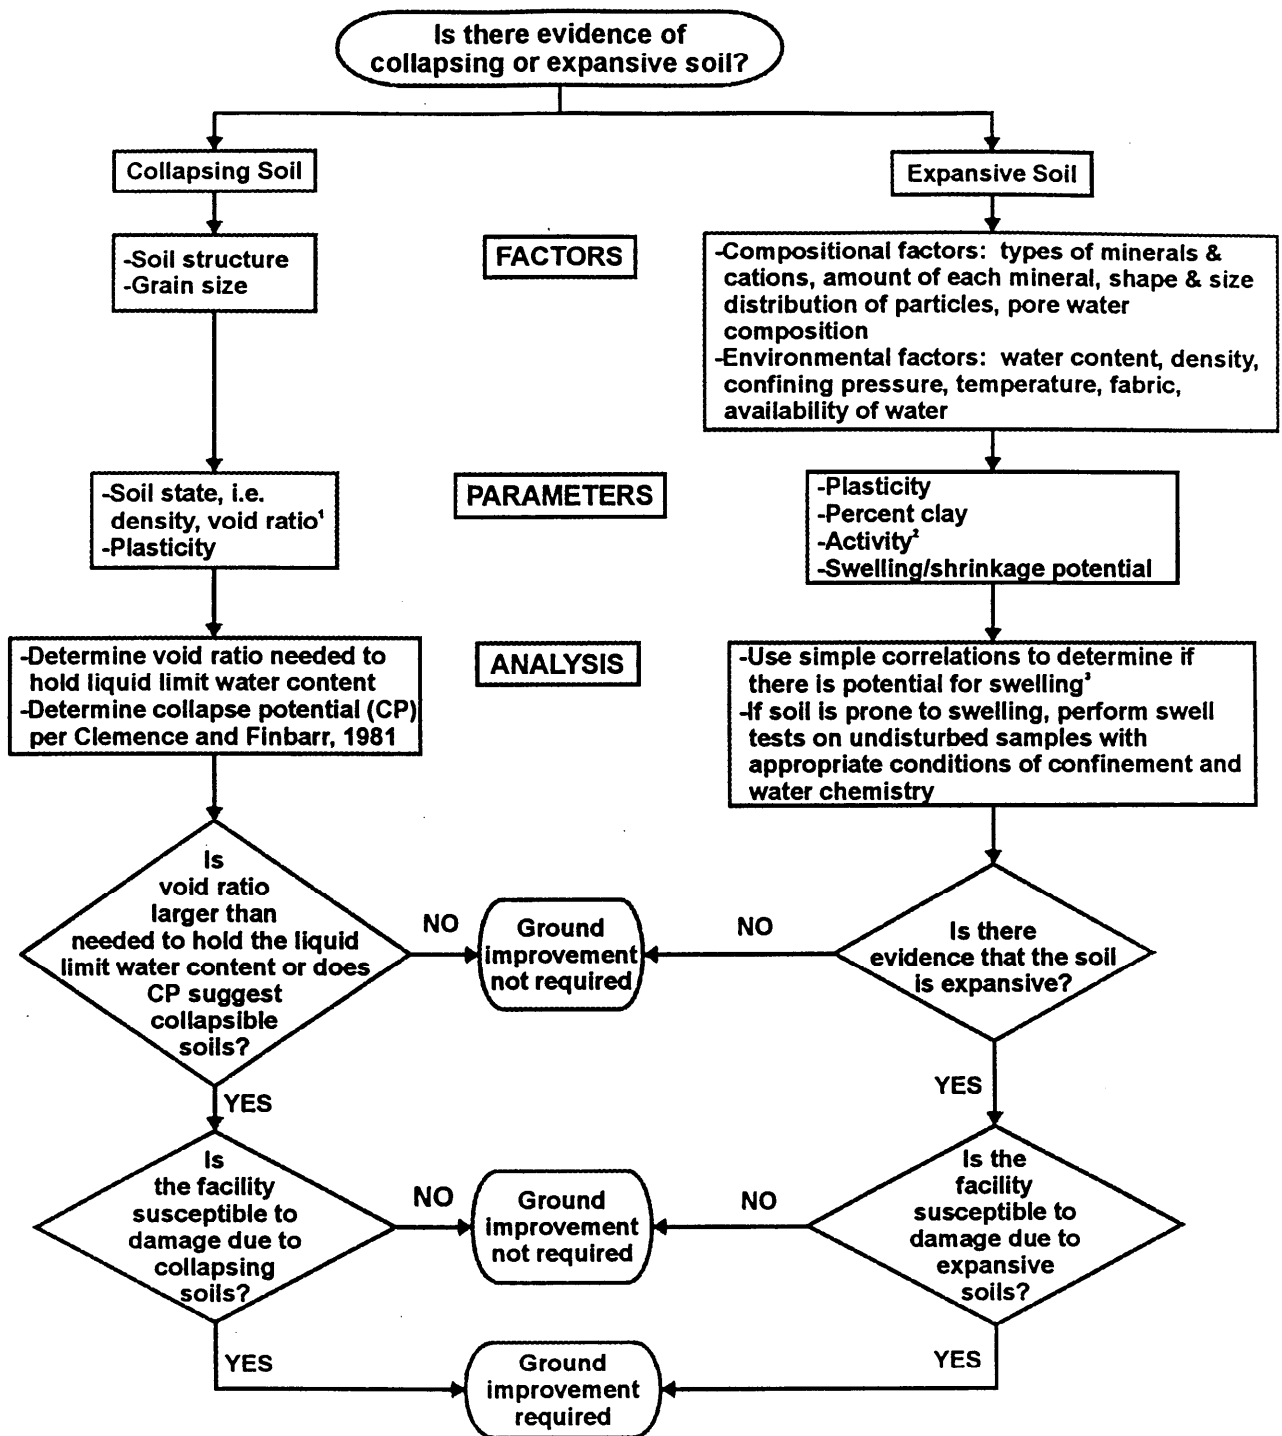 Is there evidence of
collapsing or expansive soil?
Collapsing Soil
Expansive Soil
-Soil structure
-Grain size
FACTORS
-Compositional factors: types of minerals &
cations, amount of each mineral, shape & size
distribution of particles, pore water
composition
-Environmental factors: water content, density,
confining pressure, temperature, fabric,
availability of water
-Soil state, i.e.
density, void ratio¹
-Plasticity
PARAMETERS
-Plasticity
-Percent clay
-Activity²
-Swelling/shrinkage potential
-Determine void ratio needed to
hold liquid limit water content
-Determine collapse potential (CP)
per Clemence and Finbarr, 1981
ANALYSIS
-Use simple correlations to determine if
there is potential for swelling³
-If soil is prone to swelling, perform swell
tests on undisturbed samples with
appropriate conditions of confinement and
water chemistry
Is
void ratio
larger than
needed to hold the liquid
limit water content or does
CP suggest
collapsible
soils?
NO
Ground
improvement
not required
NO
Is there
evidence that the soil
is expansive?
YES
YES
Is
the facility
susceptible to
damage due to
collapsing
soils?
NO
Ground
improvement
not required
NO
Is the
facility
susceptible to
damage due to
expansive
soils?
YES
Ground
improvement
required
YES